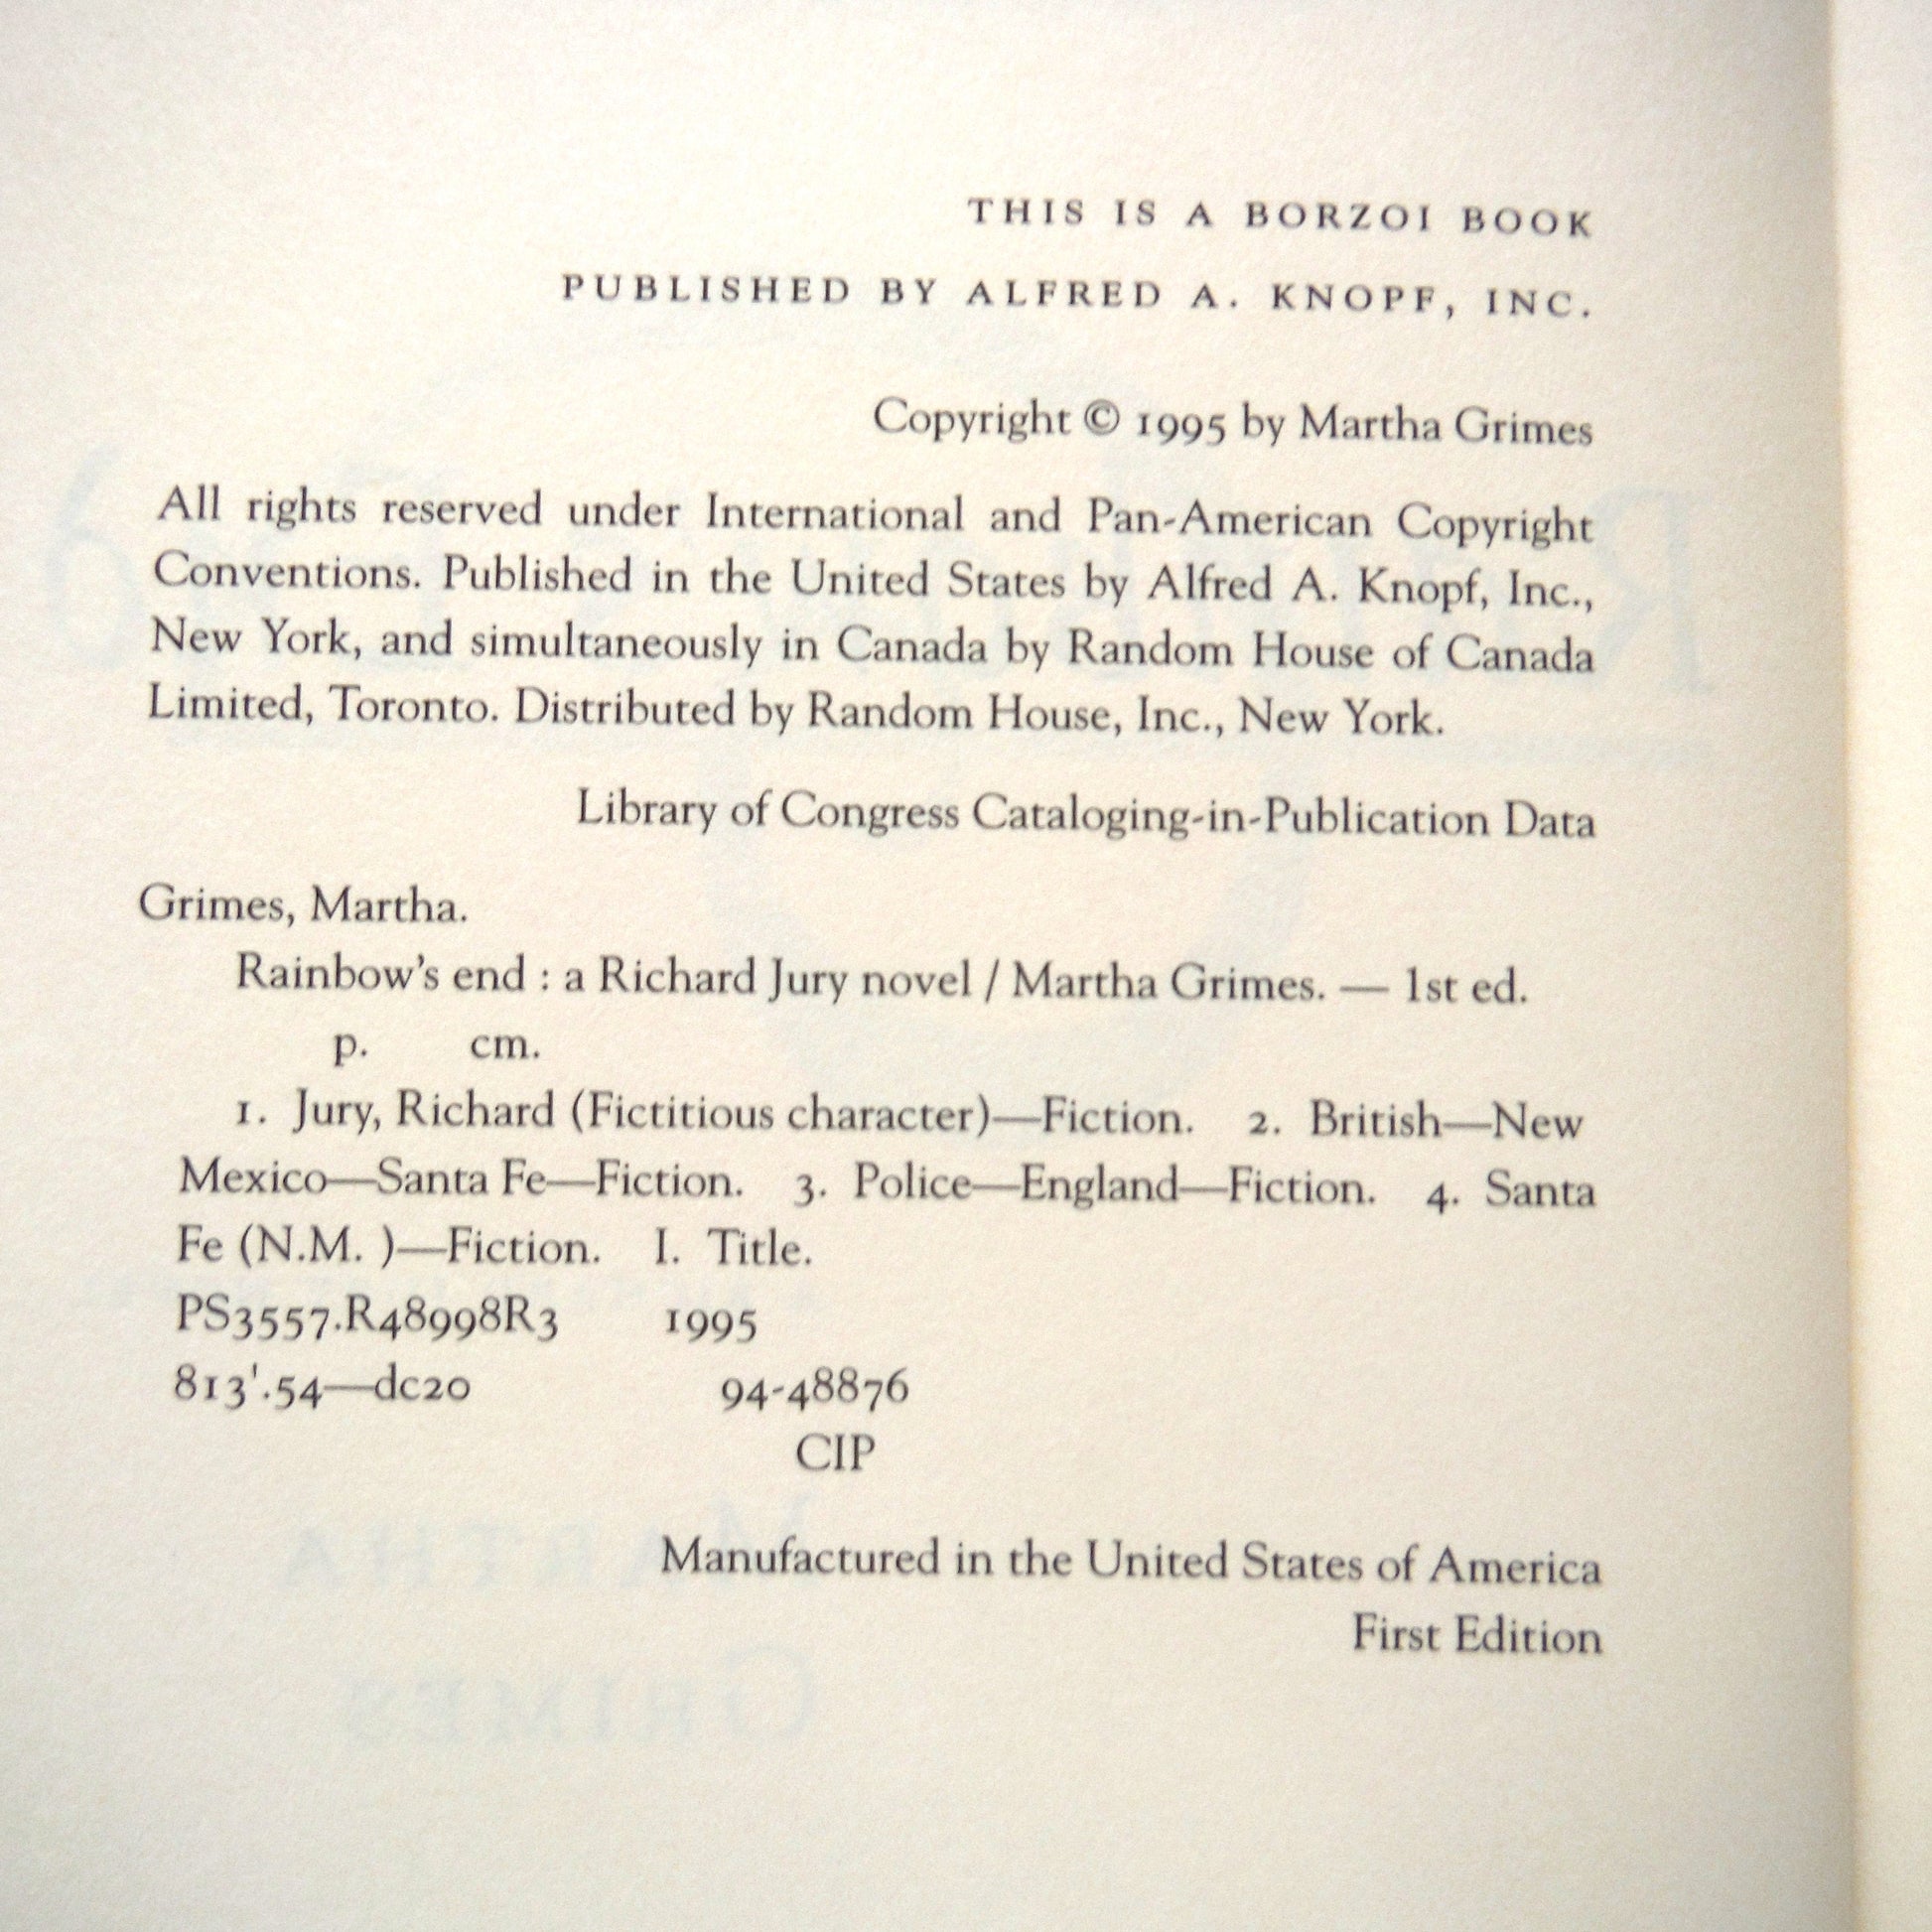 THIS IS A BORZOI BOOK
PUBLISHED BY ALFRED A. KNOPF, INC.
Copyright © 1995 by Martha Grimes
All rights reserved under International and Pan-American Copyright
Conventions. Published in the United States by Alfred A. Knopf, Inc.,
New York, and simultaneously in Canada by Random House of Canada
Limited, Toronto. Distributed by Random House, Inc., New York.
Library of Congress Cataloging-in-Publication Data
Grimes, Martha.
Rainbow's end : a Richard Jury novel / Martha Grimes. — 1st ed.
p. cm.
1. Jury, Richard (Fictitious character)—Fiction. 2. British—New
Mexico—Santa Fe—Fiction. 3. Police—England—Fiction. 4. Santa
Fe (N.M. )—Fiction. I. Title.
PS3557.R48998R3 1995
813'.54—dc20 94-48876
CIP
Manufactured in the United States of America
First Edition